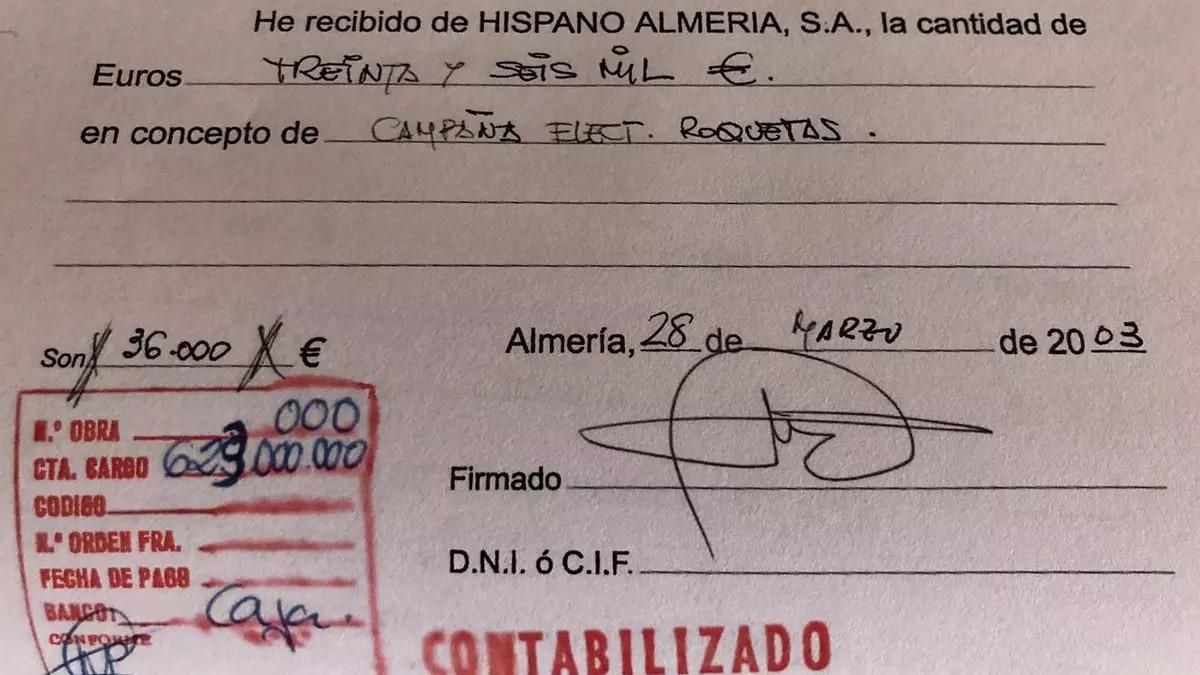 He recibido de HISPANO ALMERIA, S.A., la cantidad de
Euros TREINTA Y SEIS MIL €.
en concepto de CAMPAÑA ELECT. ROQUETAS.
Son 36.000 €
Almería, 28 de MARZO de 2003
N.º OBRA 000
CTA. CARGO 629.000.000
CODIGO
N.º ORDEN FRA.
FECHA DE PAGO
BANCO Caja.
CONFORME
Firmado
D.N.I. ó C.I.F.
CONTABILIZADO